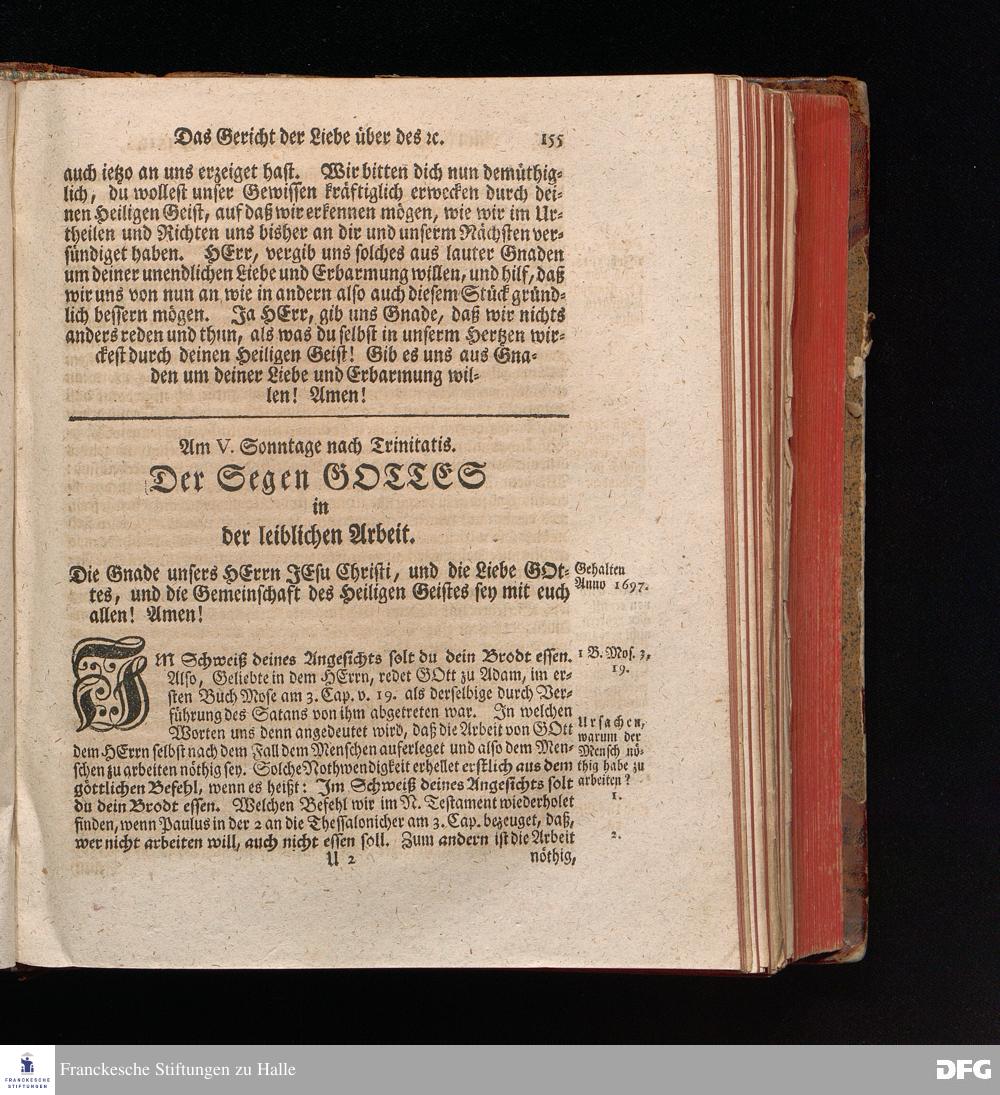 Das Gericht der Liebe über des ꝛc. 155
auch ietzo an uns erzeiget hast. Wir bitten dich nun demüthig-
lich, du wollest unser Gewissen kräftiglich erwecken durch dei-
nen Heiligen Geist, auf daß wir erkennen mögen, wie wir im Ur-
theilen und Richten uns bisher an dir und unserm Nächsten ver-
sündiget haben. HErr, vergib uns solches aus lauter Gnaden
um deiner unendlichen Liebe und Erbarmung willen, und hilf, daß
wir uns von nun an, wie in andern also auch diesem Stück gründ-
lich bessern mögen. Ja HErr, gib uns Gnade, daß wir nichts
anders reden und thun, als was du selbst in unserm Hertzen wir-
ckest durch deinen Heiligen Geist! Gib es uns aus Gna-
den um deiner Liebe und Erbarmung wil-
len! Amen!
Am V. Sonntage nach Trinitatis.
Der Segen GOTTES
in
der leiblichen Arbeit.
Die Gnade unsers HErrn JEsu Christi, und die Liebe GOt-
tes, und die Gemeinschaft des Heiligen Geistes sey mit euch
allen! Amen!
Gehalten
Anno 1697.
IM Schweiß deines Angesichts solt du dein Brodt essen.
Also, Geliebte in dem HErrn, redet GOtt zu Adam, im er-
sten Buch Mose am 3. Cap. v. 19. als derselbige durch Ver-
führung des Satans von ihm abgetreten war. In welchen
Worten uns denn angedeutet wird, daß die Arbeit von GOtt
dem HErrn selbst nach dem Fall dem Menschen auferleget und also dem Men-
schen zu arbeiten nöthig sey. Solche Nothwendigkeit erhellet erstlich aus dem
göttlichen Befehl, wenn es heißt: Im Schweiß deines Angesichts solt
du dein Brodt essen. Welchen Befehl wir im N. Testament wiederholet
finden, wenn Paulus in der 2 an die Thessalonicher am 3. Cap. bezeuget, daß,
wer nicht arbeiten will, auch nicht essen soll. Zum andern ist die Arbeit
1 B. Mos. 3,
19.
Ursachen,
warum der
Mensch nö-
thig habe zu
arbeiten?
1.
2.
U 2 nöthig,
FRANCKESCHE
STIFTUNGEN
Franckesche Stiftungen zu Halle
DFG